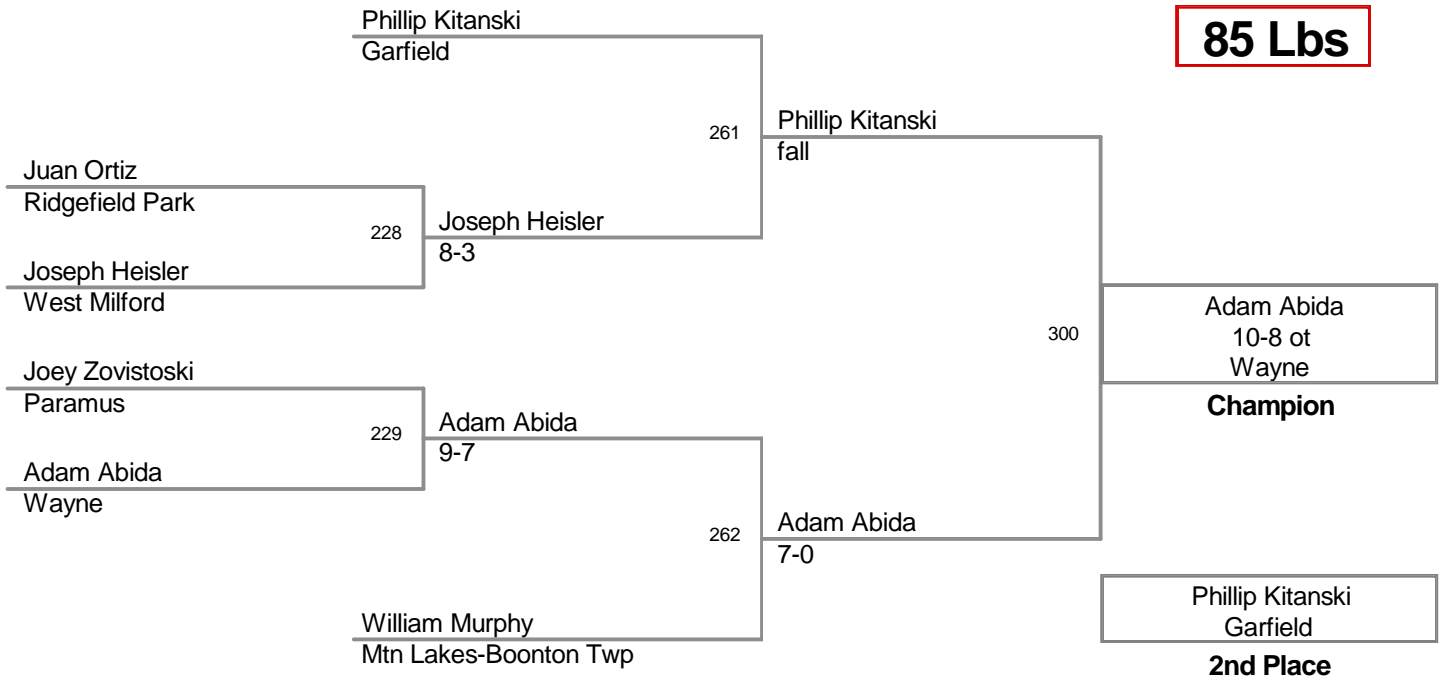 Phillip Kitanski
Garfield
85 Lbs
261
Phillip Kitanski
fall
Juan Ortiz
Ridgefield Park
228
Joseph Heisler
8-3
Joseph Heisler
West Milford
300
Adam Abida
10-8 ot
Wayne
Champion
Joey Zovistoski
Paramus
229
Adam Abida
9-7
Adam Abida
Wayne
262
Adam Abida
7-0
William Murphy
Mtn Lakes-Boonton Twp
Phillip Kitanski
Garfield
2nd Place